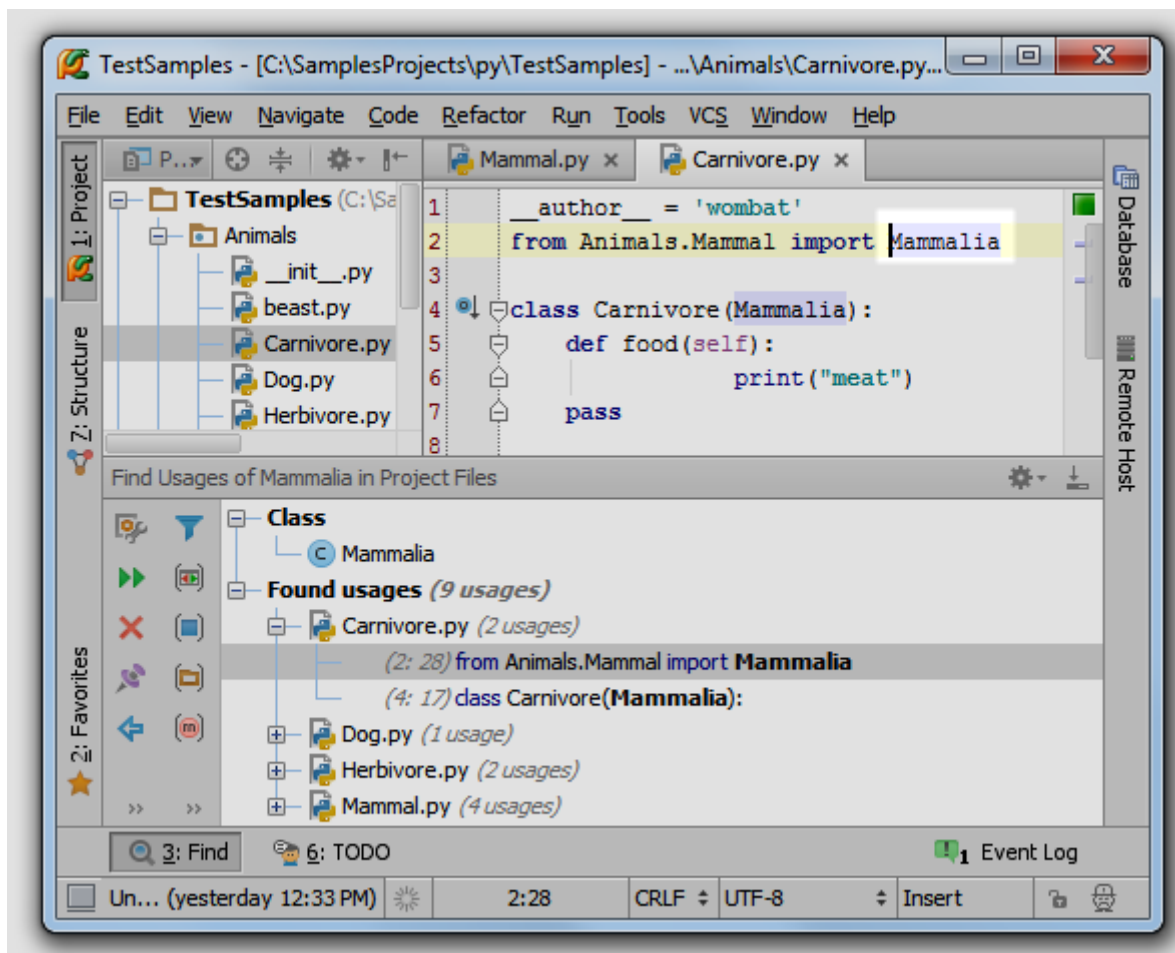 TestSamples - [C:\SamplesProjects\py\TestSamples] - ...\Animals\Carnivore.py...
File Edit View Navigate Code Refactor Run Tools VCS Window Help
P... Mammal.py Carnivore.py
1: Project
Z: Structure
2: Favorites
TestSamples (C:\Sa
Animals
__init__.py
beast.py
Carnivore.py
Dog.py
Herbivore.py
1 __author__ = 'wombat'
2 from Animals.Mammal import Mammalia
3
4 class Carnivore(Mammalia):
5 def food(self):
6 print("meat")
7 pass
8
Database
Remote Host
Find Usages of Mammalia in Project Files
Class
C Mammalia
Found usages (9 usages)
Carnivore.py (2 usages)
(2: 28) from Animals.Mammal import Mammalia
(4: 17) class Carnivore(Mammalia):
Dog.py (1 usage)
Herbivore.py (2 usages)
Mammal.py (4 usages)
3: Find 6: TODO 1 Event Log
Un... (yesterday 12:33 PM) 2:28 CRLF UTF-8 Insert